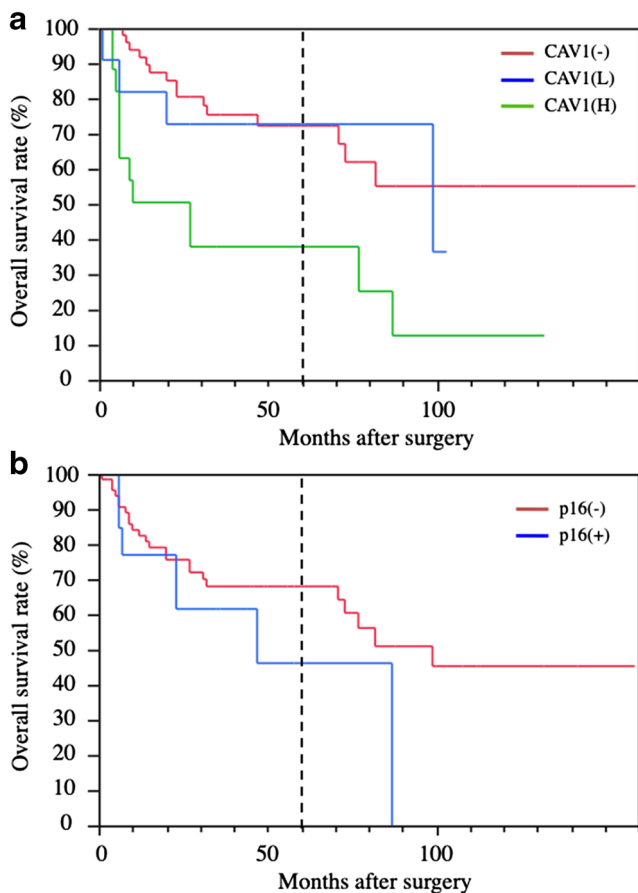 a
Overall survival rate (%)
100
90
80
70
60
50
40
30
20
10
0
CAV1(-)
CAV1(L)
CAV1(H)
0 50 100
Months after surgery
b
Overall survival rate (%)
100
90
80
70
60
50
40
30
20
10
0
p16(-)
p16(+)
0 50 100
Months after surgery